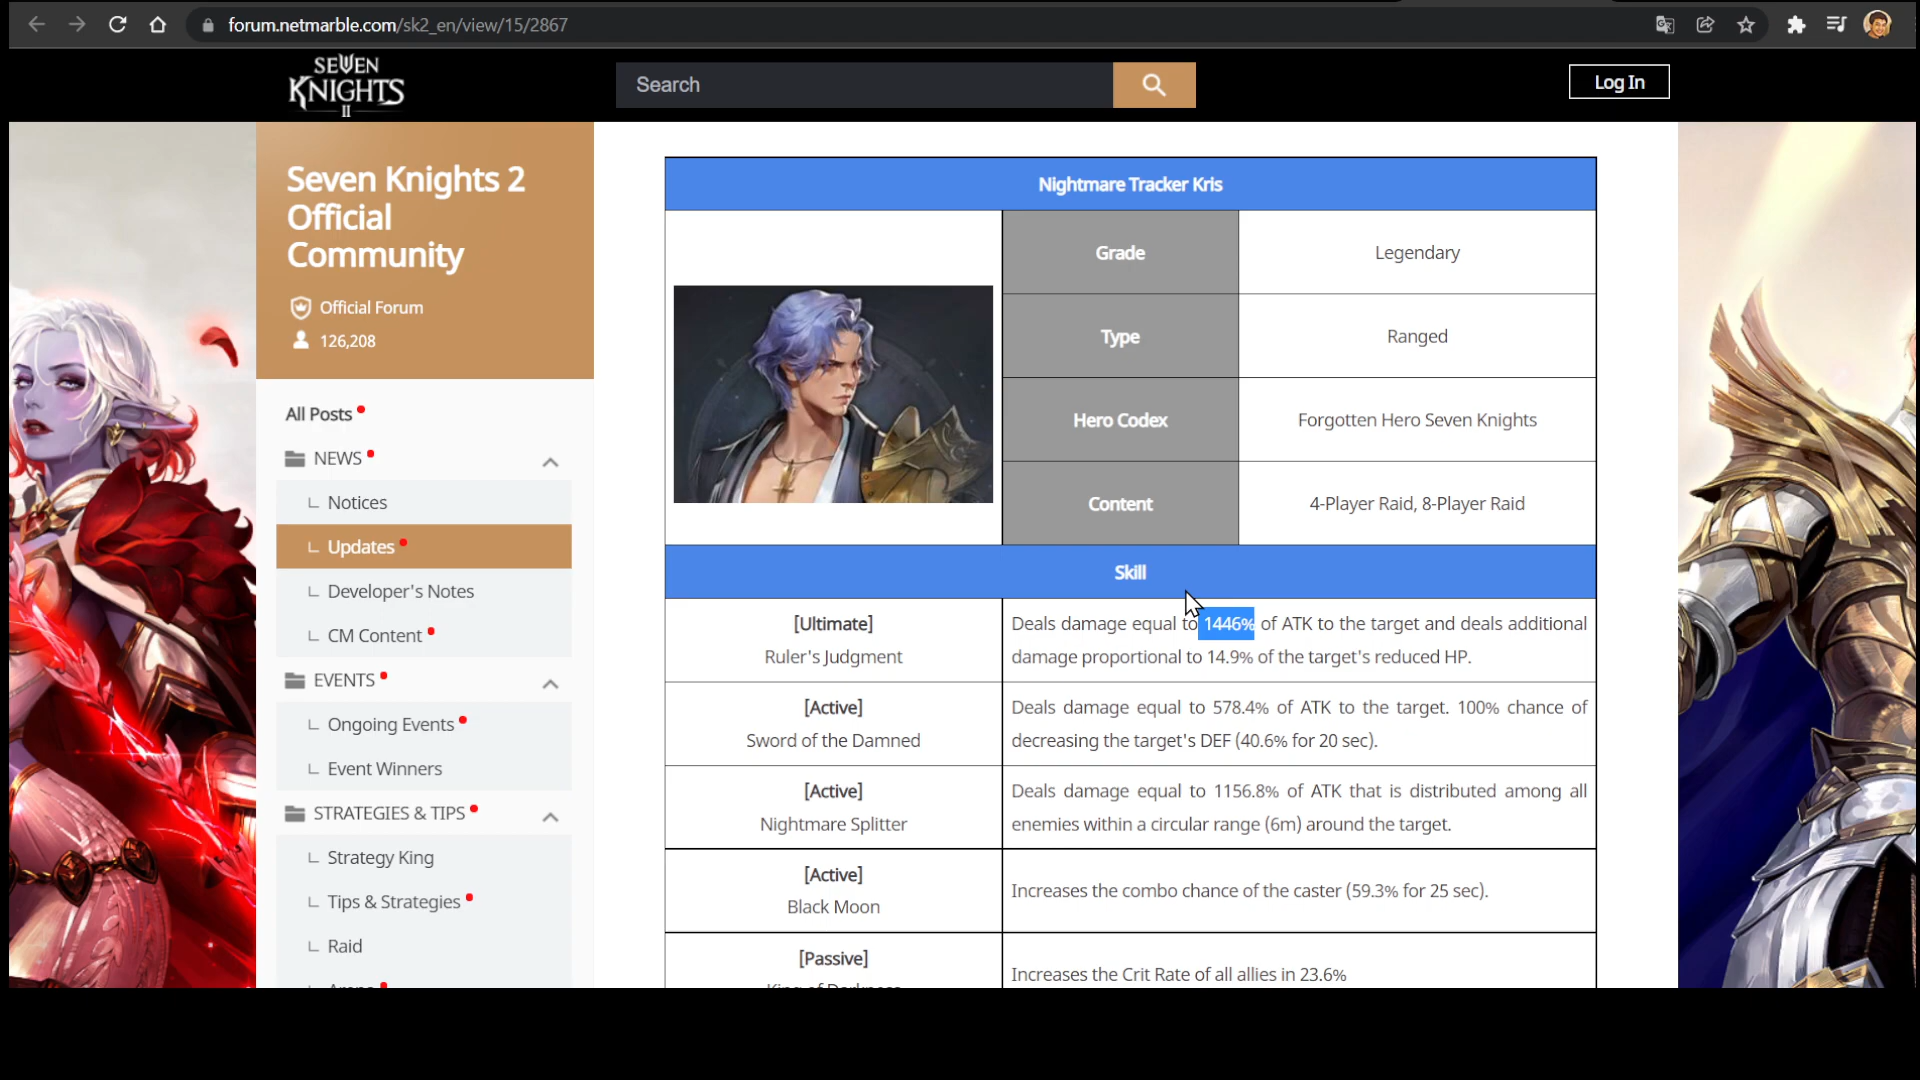 forum.netmarble.com/sk2_en/view/15/2867
SEVEN
KNIGHTS
II
Search
Log In
Seven Knights 2
Official
Community
Official Forum
126,208
All Posts
NEWS
Notices
Updates
Developer's Notes
CM Content
EVENTS
Ongoing Events
Event Winners
STRATEGIES & TIPS
Strategy King
Tips & Strategies
Raid
Arena
Nightmare Tracker Kris
Grade
Legendary
Type
Ranged
Hero Codex
Forgotten Hero Seven Knights
Content
4-Player Raid, 8-Player Raid
Skill
[Ultimate]
Ruler's Judgment
Deals damage equal to 1446% of ATK to the target and deals additional
damage proportional to 14.9% of the target's reduced HP.
[Active]
Sword of the Damned
Deals damage equal to 578.4% of ATK to the target. 100% chance of
decreasing the target's DEF (40.6% for 20 sec).
[Active]
Nightmare Splitter
Deals damage equal to 1156.8% of ATK that is distributed among all
enemies within a circular range (6m) around the target.
[Active]
Black Moon
Increases the combo chance of the caster (59.3% for 25 sec).
[Passive]
King of Darkness
Increases the Crit Rate of all allies in 23.6%